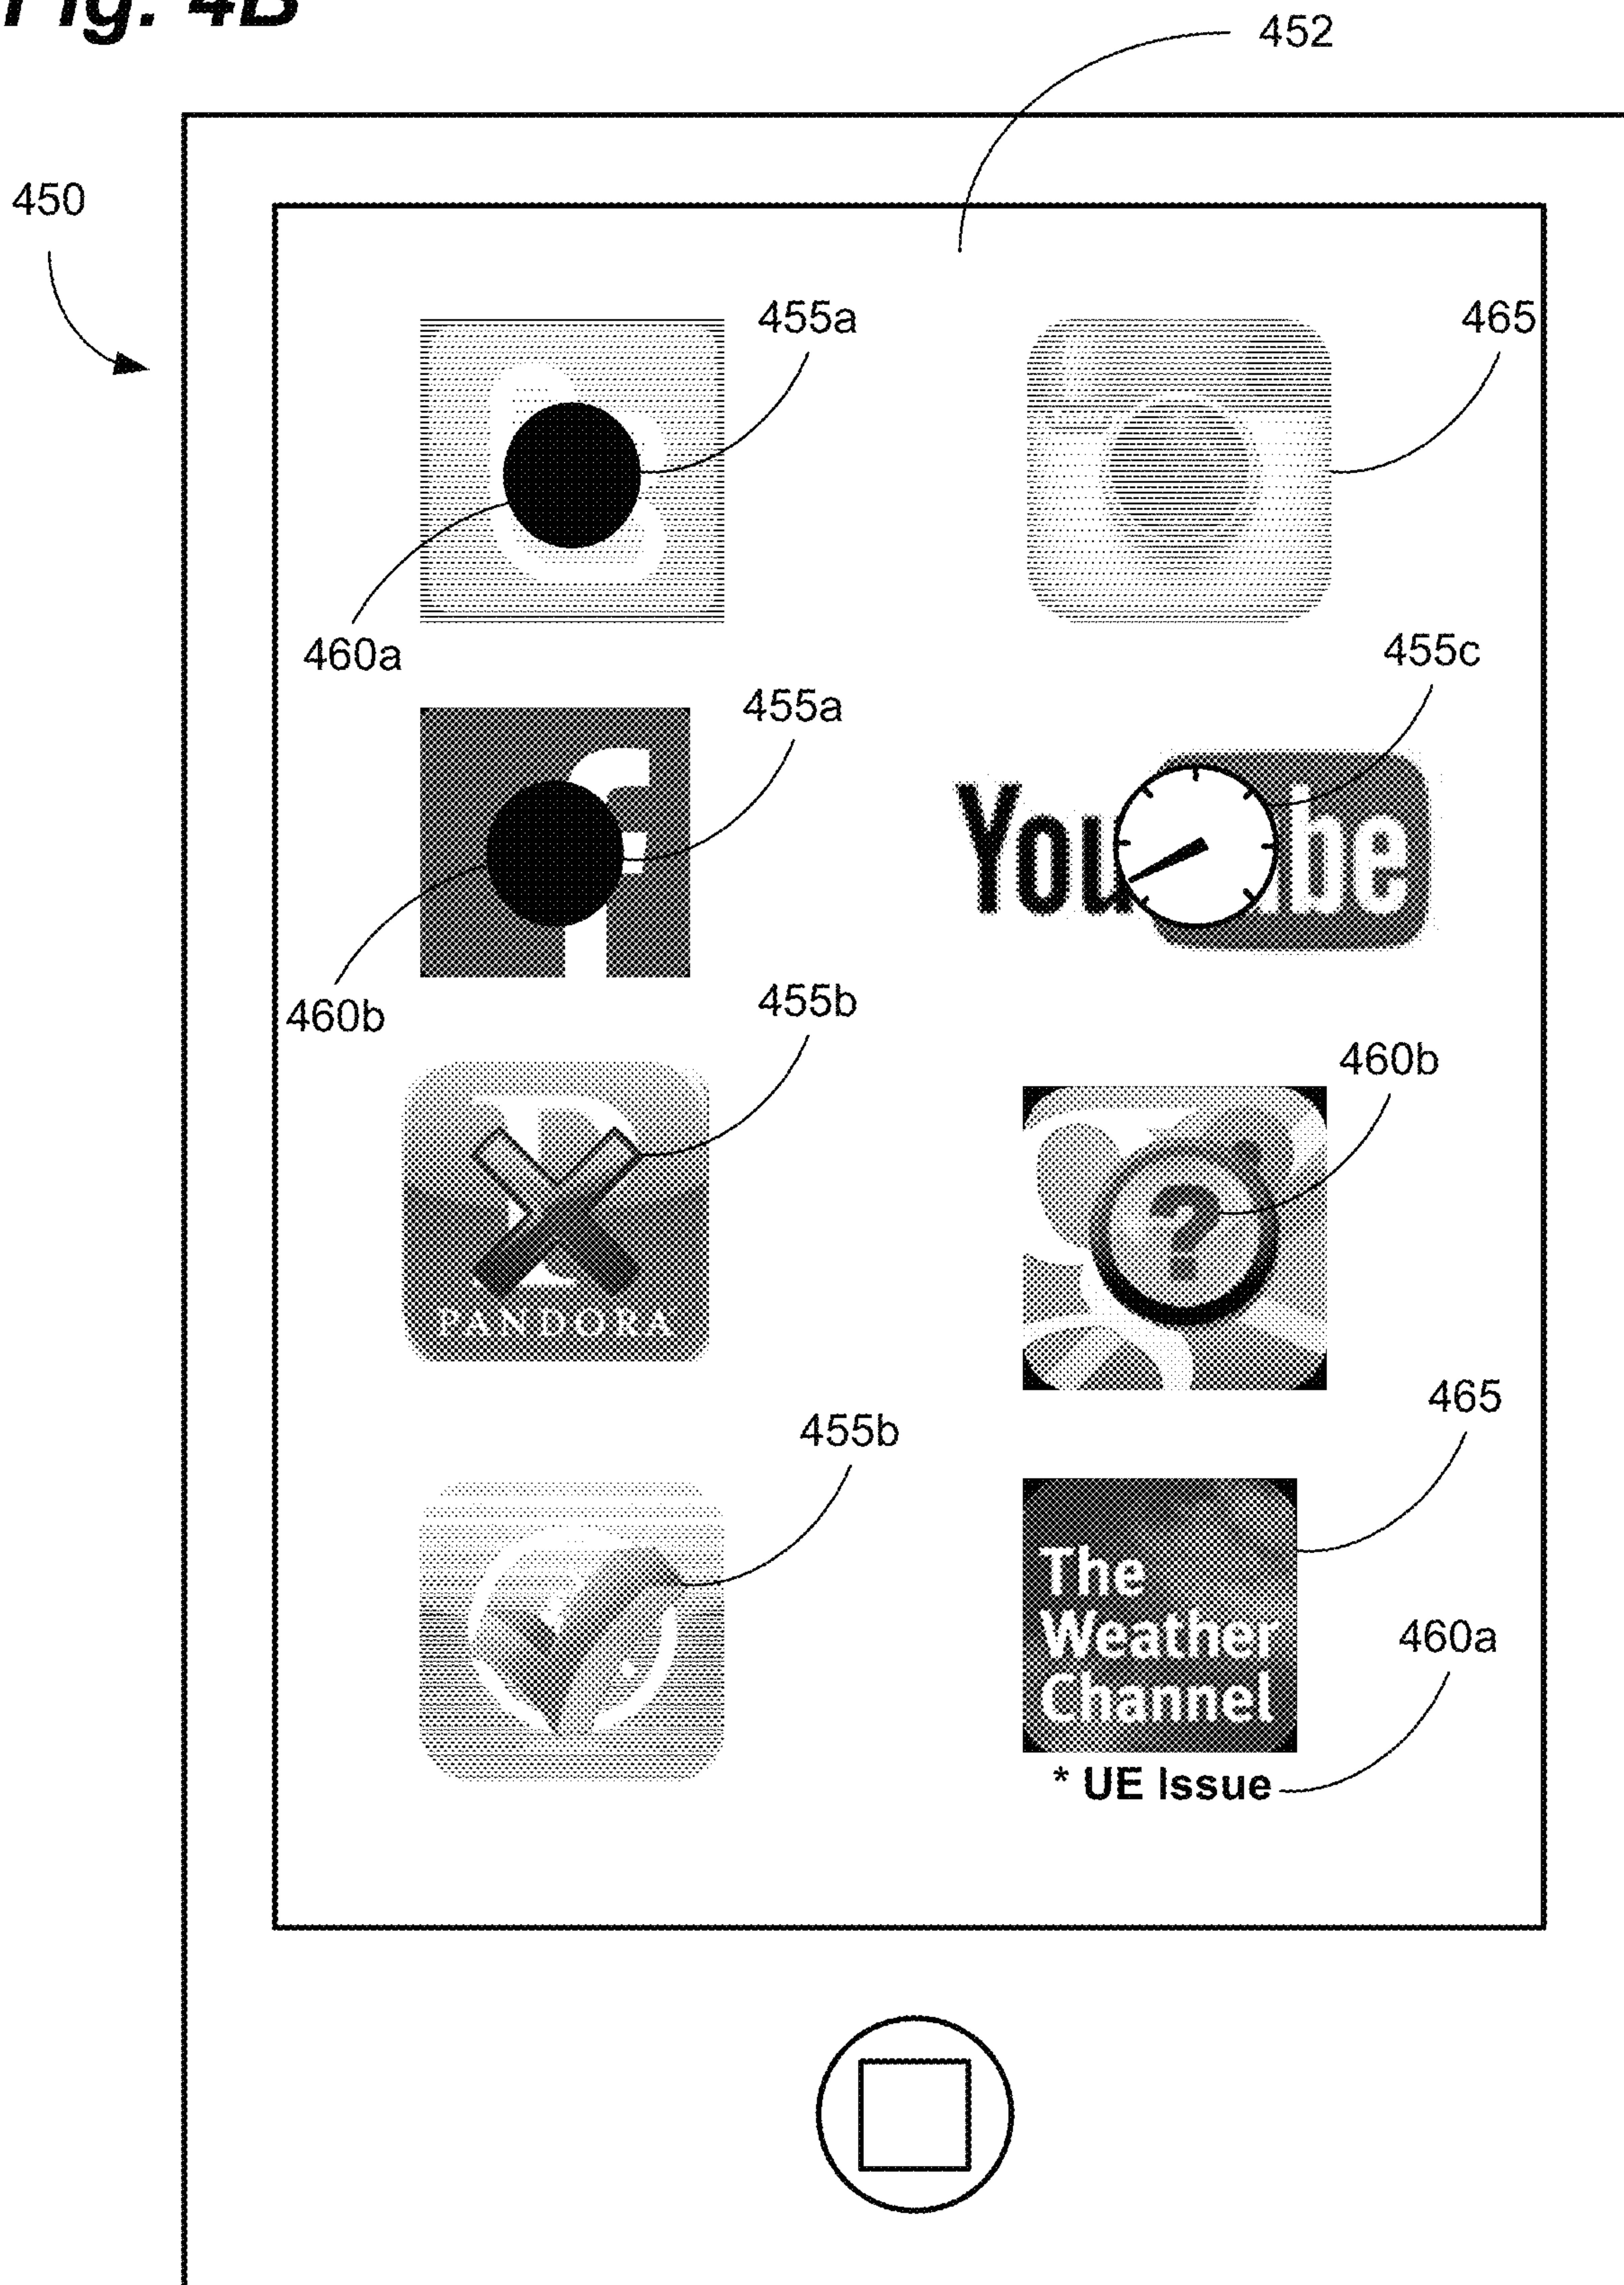 Fig. 4B
452
450
455a
465
460a
455c
455a
You be
460b
455b
460b
?
PANDORA
465
455b
The
Weather
Channel
460a
* UE Issue